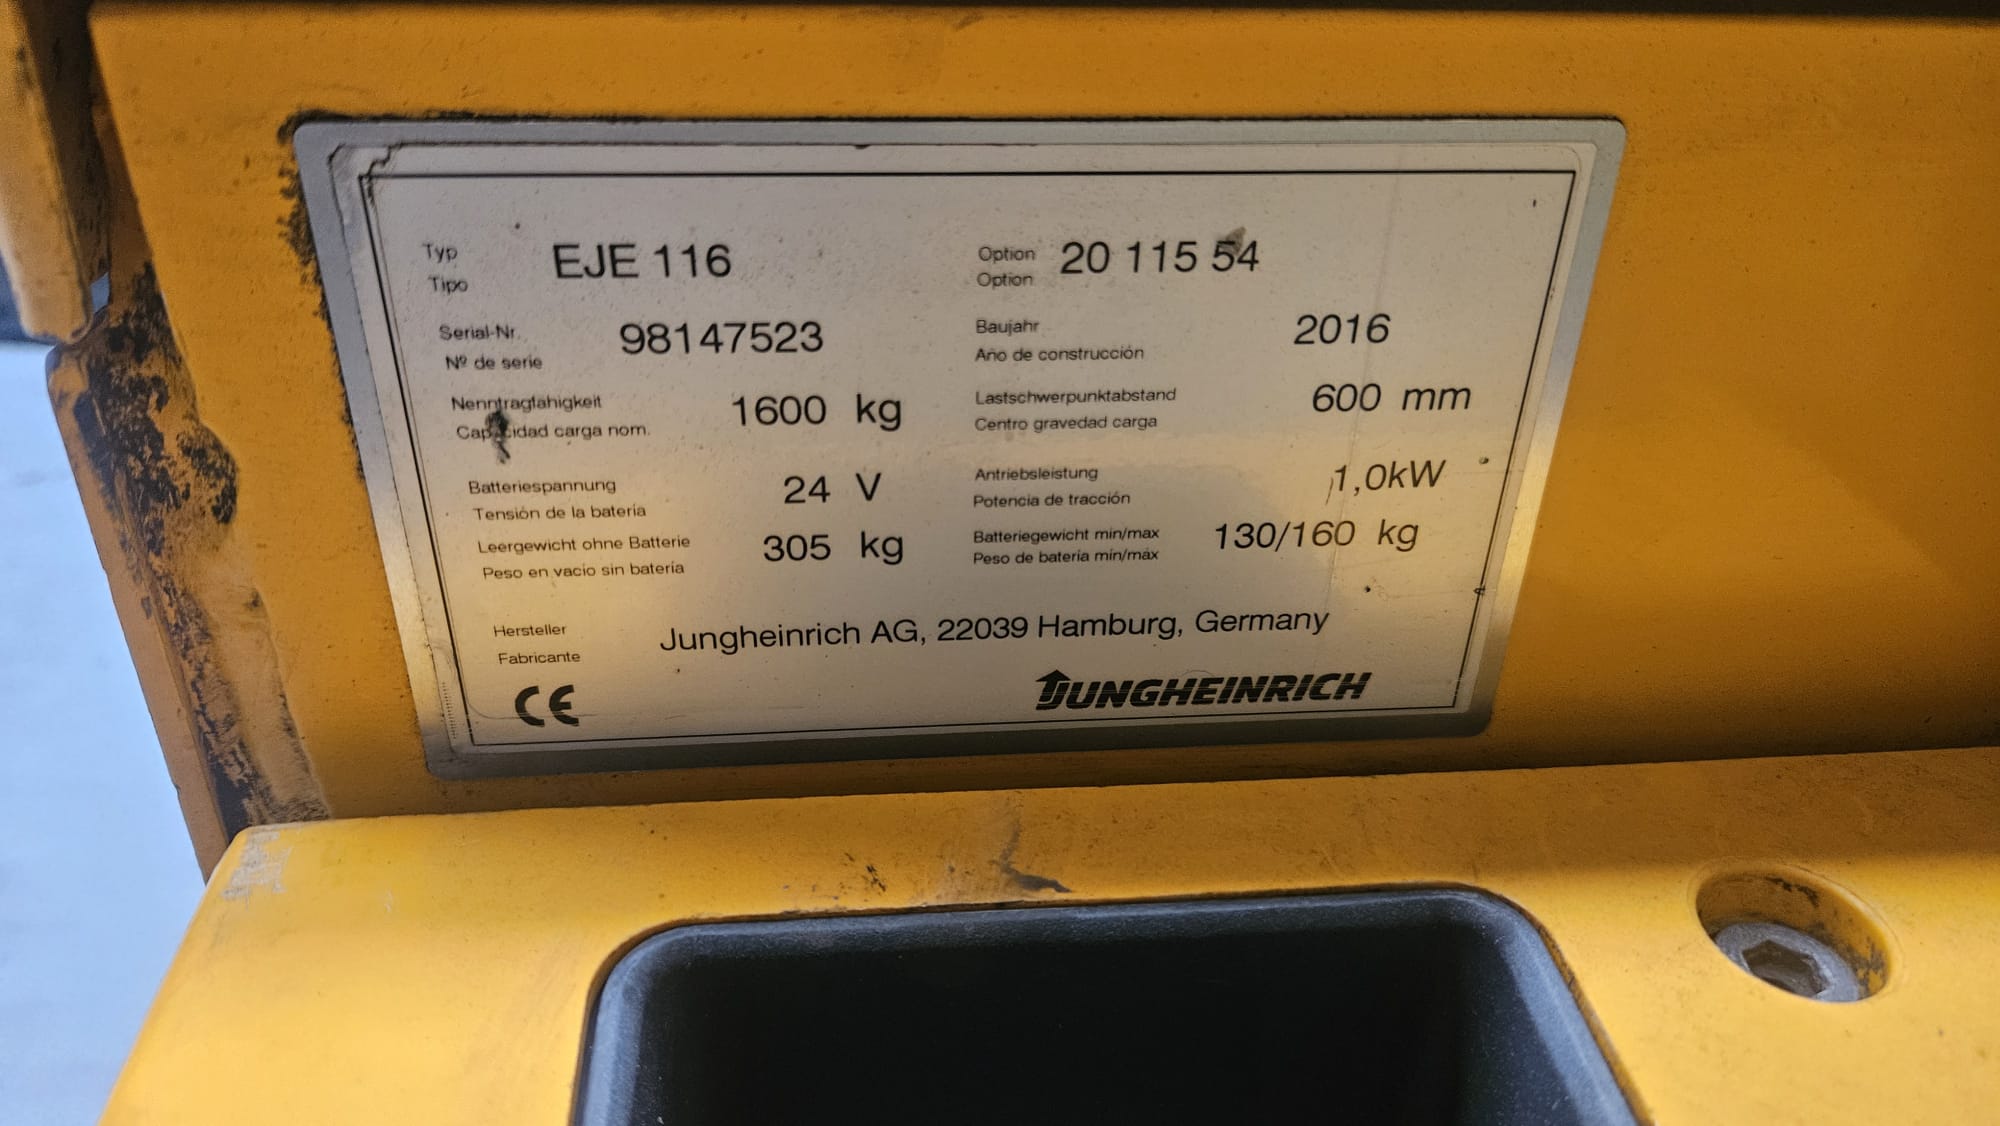 Typ EJE 116 Option 20 115 54
Tipo Option
Serial-Nr. 98147523 Baujahr 2016
Nº de serie Año de construcción
Nenntragfähigkeit 1600 kg Lastschwerpunktabstand 600 mm
Capacidad carga nom. Centro gravedad carga
Batteriespannung 24 V Antriebsleistung 1,0kW
Tensión de la batería Potencia de tracción
Leergewicht ohne Batterie 305 kg Batteriegewicht min/max 130/160 kg
Peso en vacio sin batería Peso de batería mín/máx
Hersteller Jungheinrich AG, 22039 Hamburg, Germany
Fabricante
CE JUNGHEINRICH